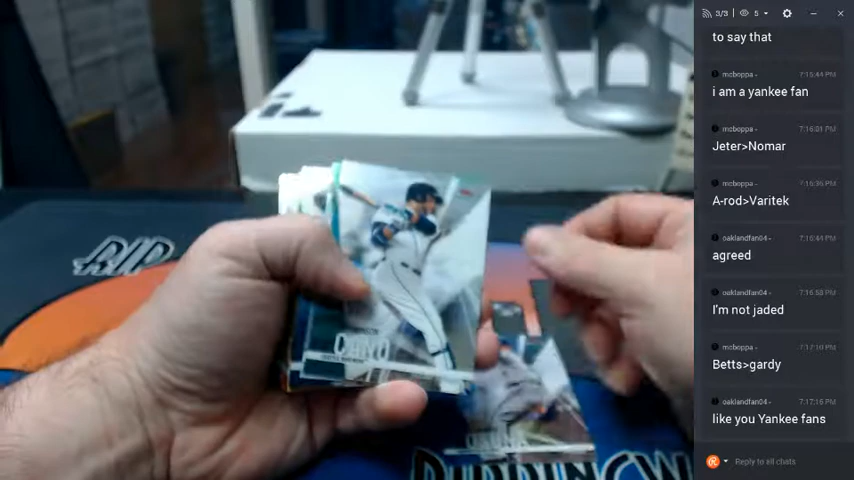 3/3
5
to say that
mcboppa -
7:15:44 PM
i am a yankee fan
mcboppa -
7:16:01 PM
Jeter>Nomar
mcboppa -
7:16:36 PM
A-rod>Varitek
oaklandfan04 -
7:16:44 PM
agreed
oaklandfan04 -
7:16:58 PM
I'm not jaded
mcboppa -
7:17:10 PM
Betts>gardy
oaklandfan04 -
7:17:16 PM
like you Yankee fans
Reply to all chats
RIP
CANO